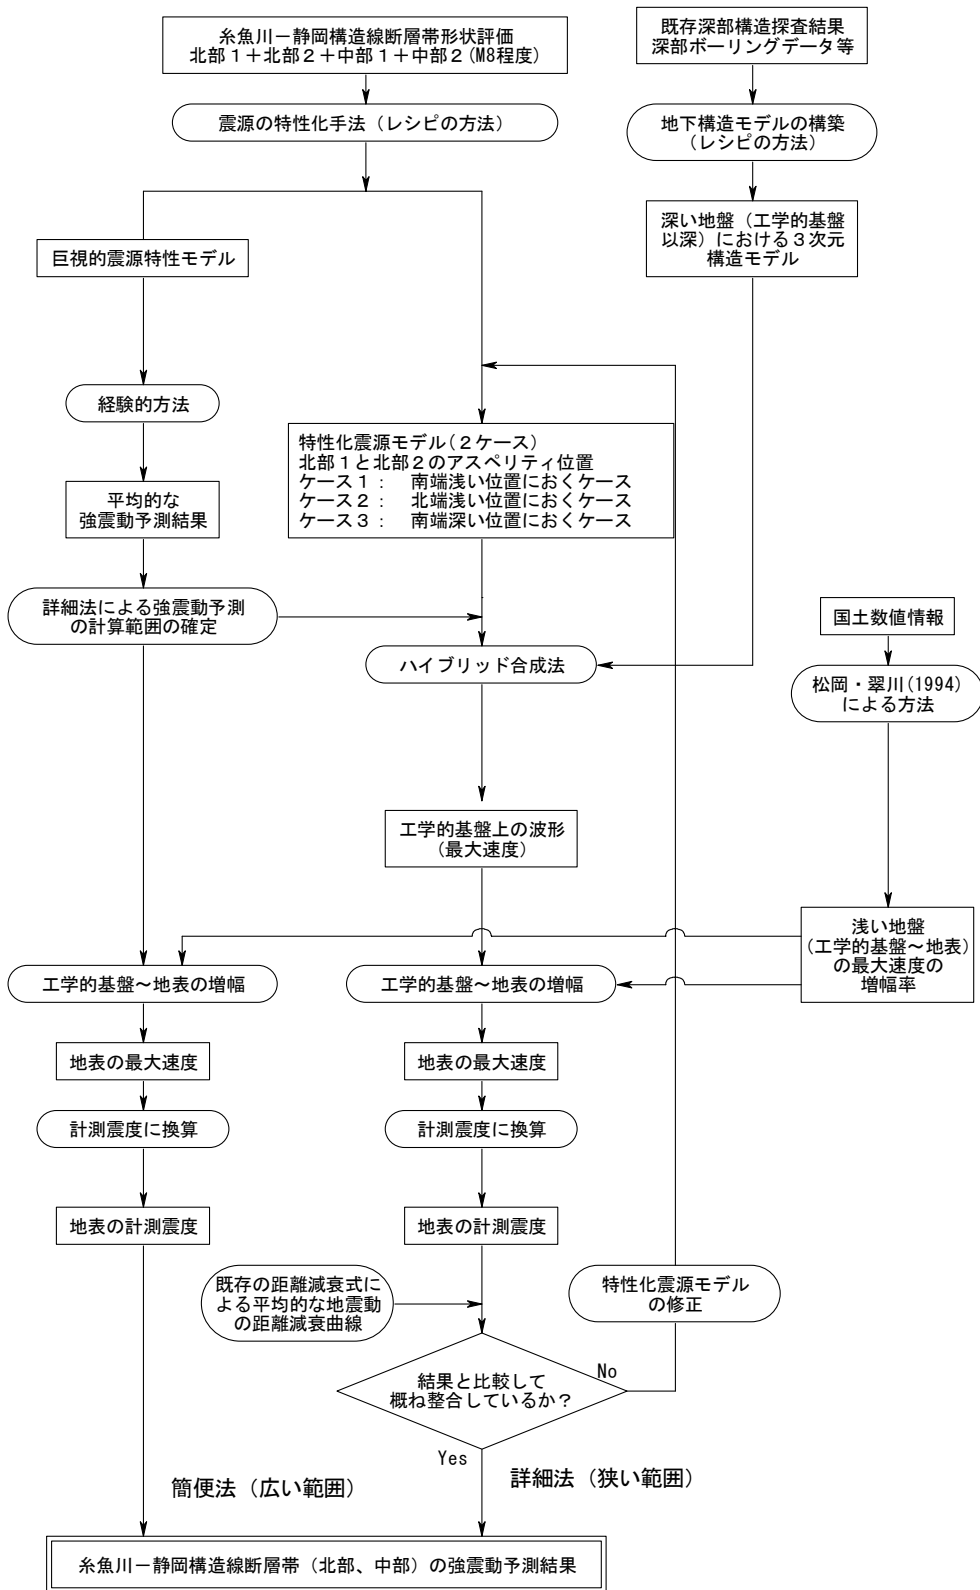 糸魚川－静岡構造線断層帯形状評価
北部１＋北部２＋中部１＋中部２(M8程度)
既存深部構造探査結果
深部ボーリングデータ等
震源の特性化手法（レシピの方法）
地下構造モデルの構築
（レシピの方法）
巨視的震源特性モデル
深い地盤（工学的基盤
以深）における３次元
構造モデル
経験的方法
特性化震源モデル(２ケース)
北部１と北部２のアスペリティ位置
ケース１：　南端浅い位置におくケース
ケース２：　北端浅い位置におくケース
ケース３：　南端深い位置におくケース
平均的な
強震動予測結果
詳細法による強震動予測
の計算範囲の確定
国土数値情報
ハイブリッド合成法
松岡・翠川(1994)
による方法
工学的基盤上の波形
(最大速度)
浅い地盤
(工学的基盤～地表)
の最大速度の
増幅率
工学的基盤～地表の増幅
工学的基盤～地表の増幅
地表の最大速度
地表の最大速度
計測震度に換算
計測震度に換算
地表の計測震度
地表の計測震度
既存の距離減衰式に
よる平均的な地震動
の距離減衰曲線
特性化震源モデル
の修正
結果と比較して
概ね整合しているか？
No
Yes
簡便法（広い範囲）
詳細法（狭い範囲）
糸魚川－静岡構造線断層帯（北部、中部）の強震動予測結果